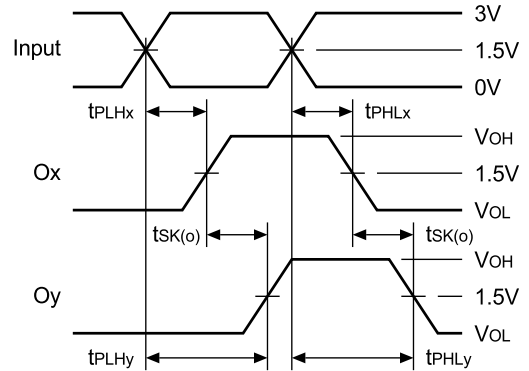 3V
Input
1.5V
0V
tPLHx
tPHLx
VOH
Ox
1.5V
VOL
tSK(o)
tSK(o)
VOH
Oy
1.5V
VOL
tPLHy
tPHLy